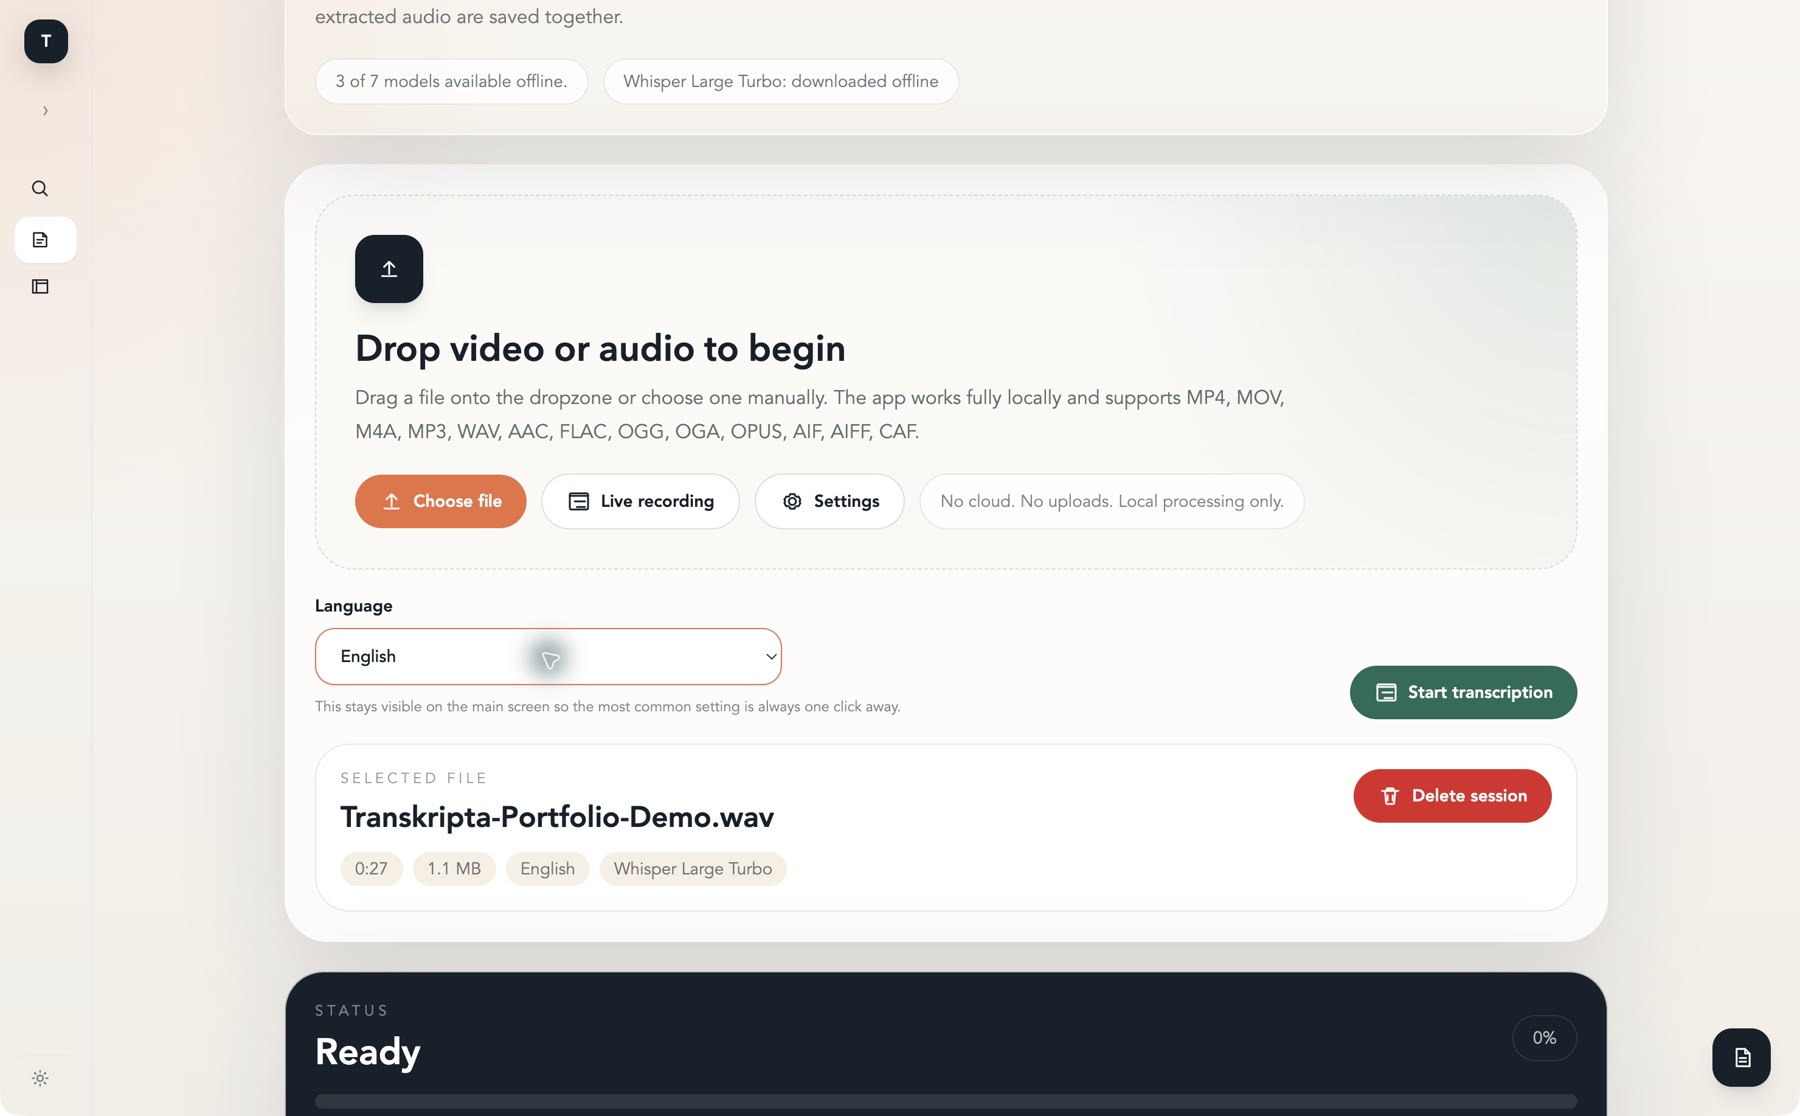 T
extracted audio are saved together.
3 of 7 models available offline.
Whisper Large Turbo: downloaded offline
Drop video or audio to begin
Drag a file onto the dropzone or choose one manually. The app works fully locally and supports MP4, MOV,
M4A, MP3, WAV, AAC, FLAC, OGG, OGA, OPUS, AIF, AIFF, CAF.
Choose file
Live recording
Settings
No cloud. No uploads. Local processing only.
Language
English
This stays visible on the main screen so the most common setting is always one click away.
Start transcription
SELECTED FILE
Transkripta-Portfolio-Demo.wav
Delete session
0:27
1.1 MB
English
Whisper Large Turbo
STATUS
Ready
0%